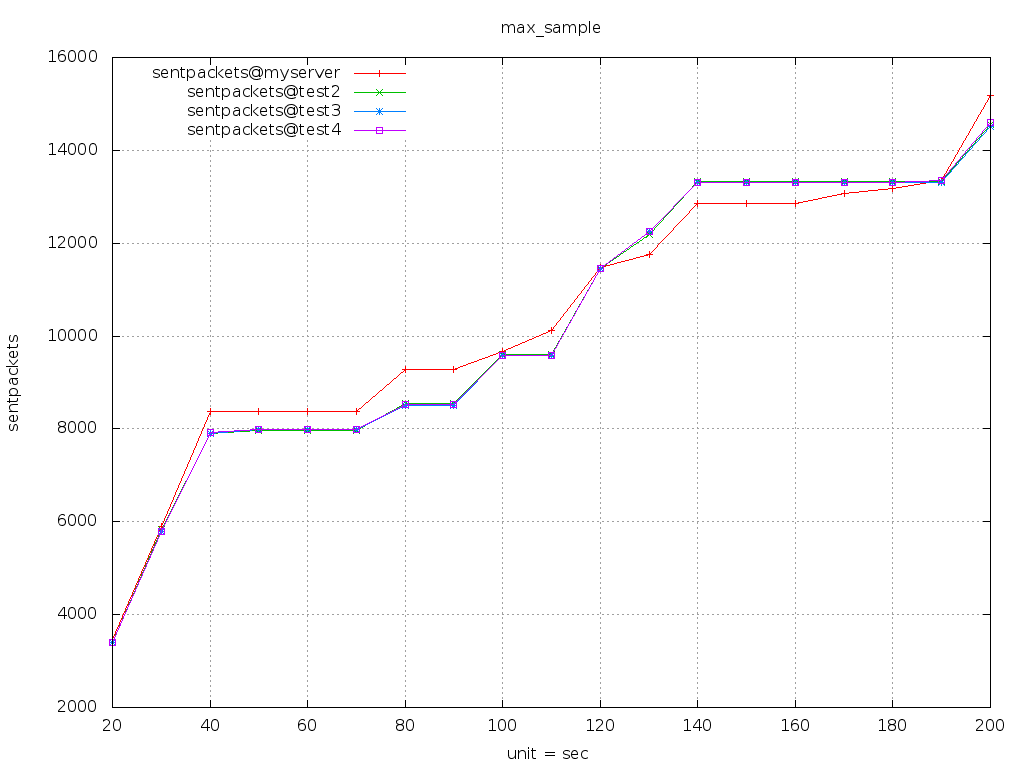 max_sample
16000
14000
12000
10000
8000
6000
4000
2000
sentpackets
sentpackets@myserver
sentpackets@test2
sentpackets@test3
sentpackets@test4
20 40 60 80 100 120 140 160 180 200
unit = sec